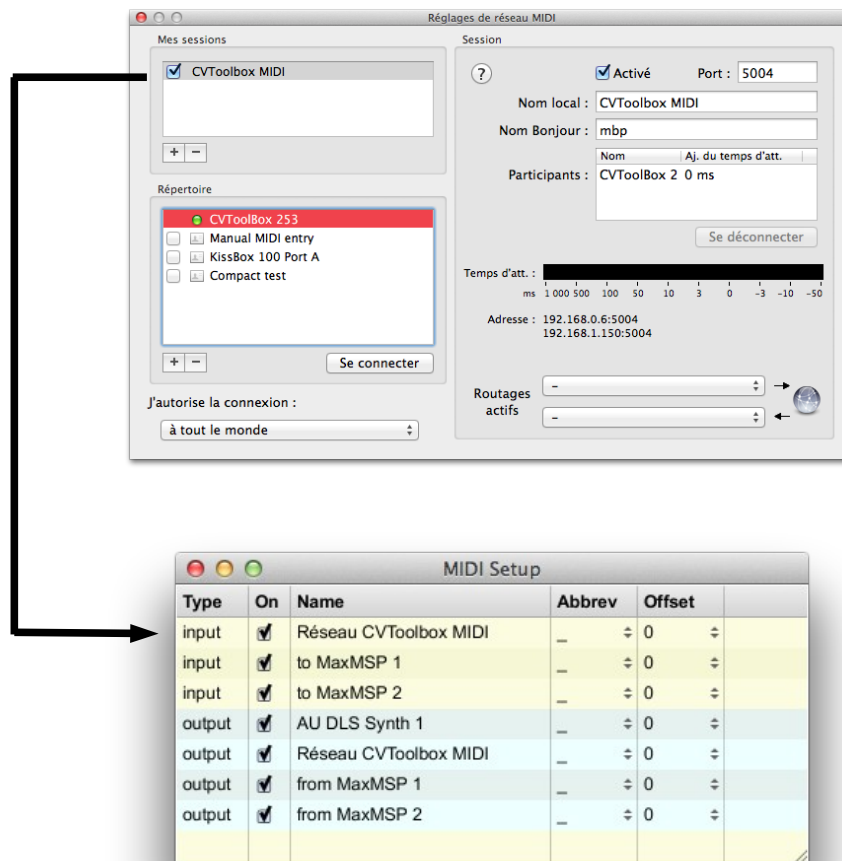 Réglages de réseau MIDI
Mes sessions
CVToolbox MIDI
+ −
Répertoire
CVToolBox 253
Manual MIDI entry
KissBox 100 Port A
Compact test
+ −
Se connecter
J'autorise la connexion :
à tout le monde
Session
?
Activé
Port : 5004
Nom local : CVToolbox MIDI
Nom Bonjour : mbp
Nom Aj. du temps d'att.
Participants : CVToolBox 2 0 ms
Se déconnecter
Temps d'att. :
ms 1 000 500 100 50 10 3 0 -3 -10 -50
Adresse : 192.168.0.6:5004
192.168.1.150:5004
Routages actifs
–
–
MIDI Setup
Type On Name Abbrev Offset
input Réseau CVToolbox MIDI _ 0
input to MaxMSP 1 _ 0
input to MaxMSP 2 _ 0
output AU DLS Synth 1 _ 0
output Réseau CVToolbox MIDI _ 0
output from MaxMSP 1 _ 0
output from MaxMSP 2 _ 0